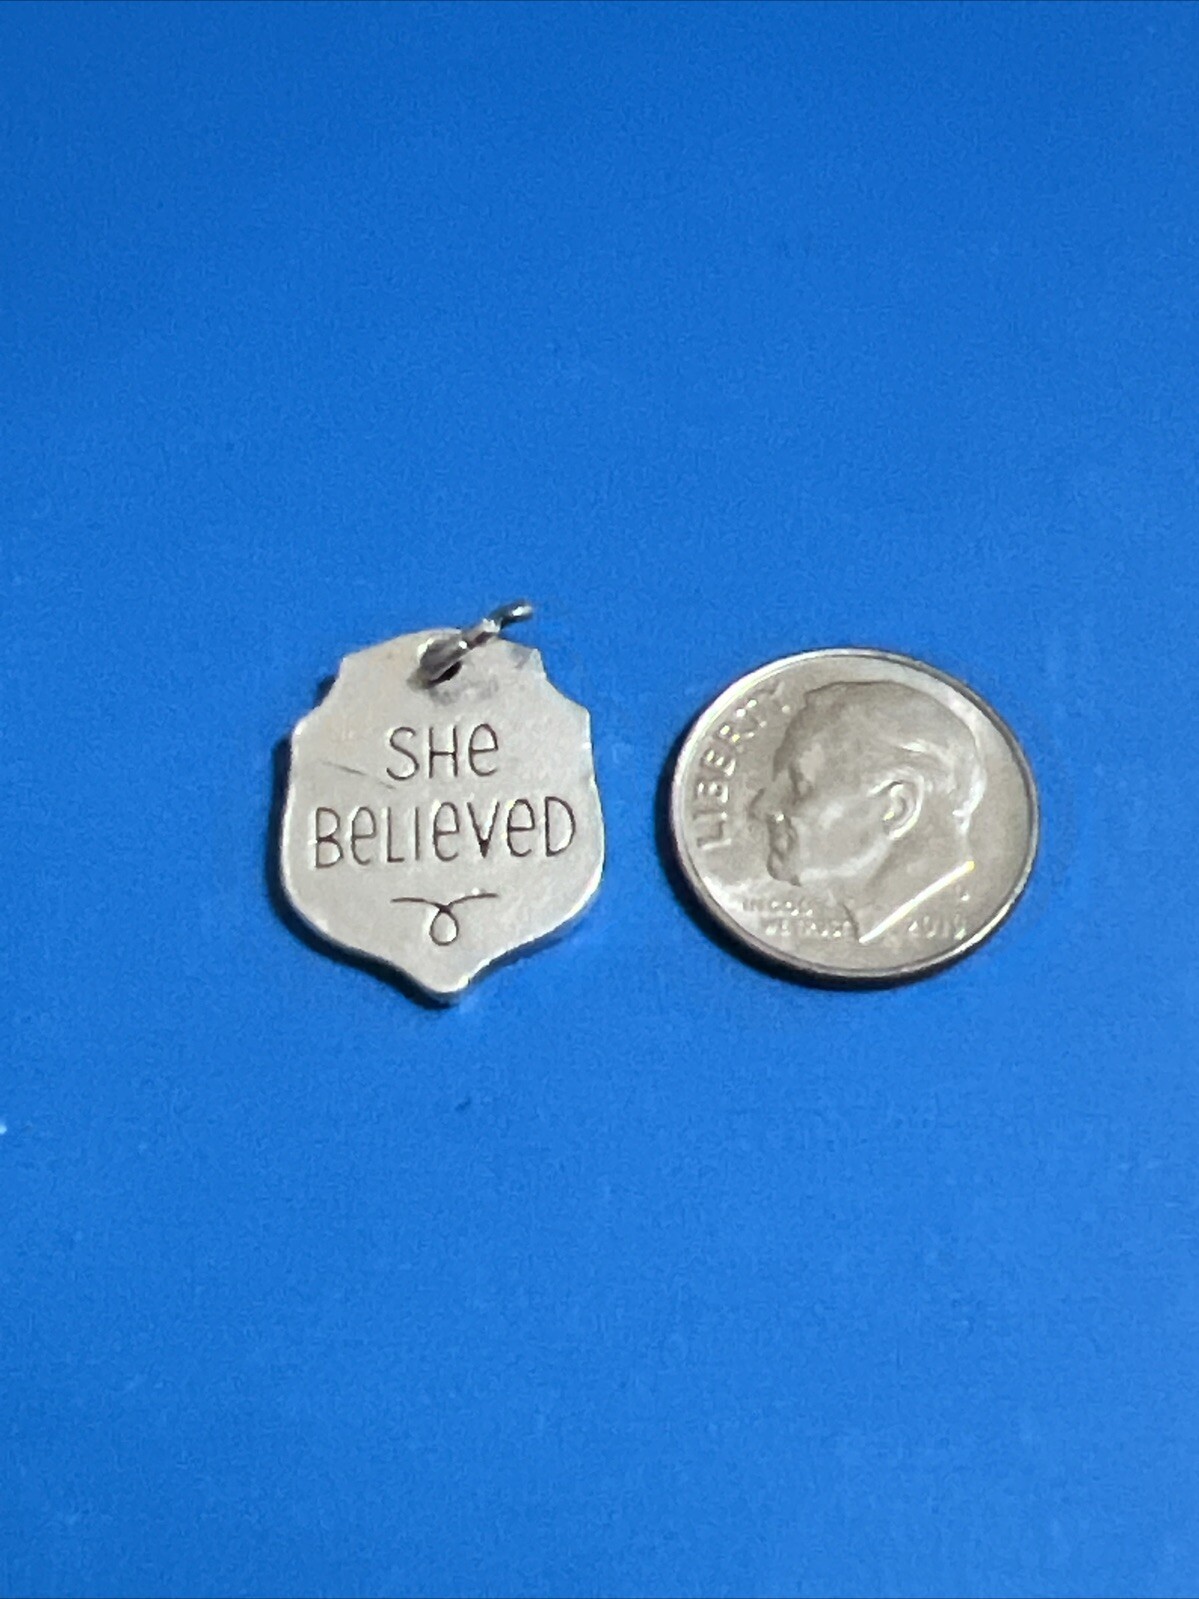 SHe
BeLIeveD
LIBERTY
IN GOD
WE TRUST